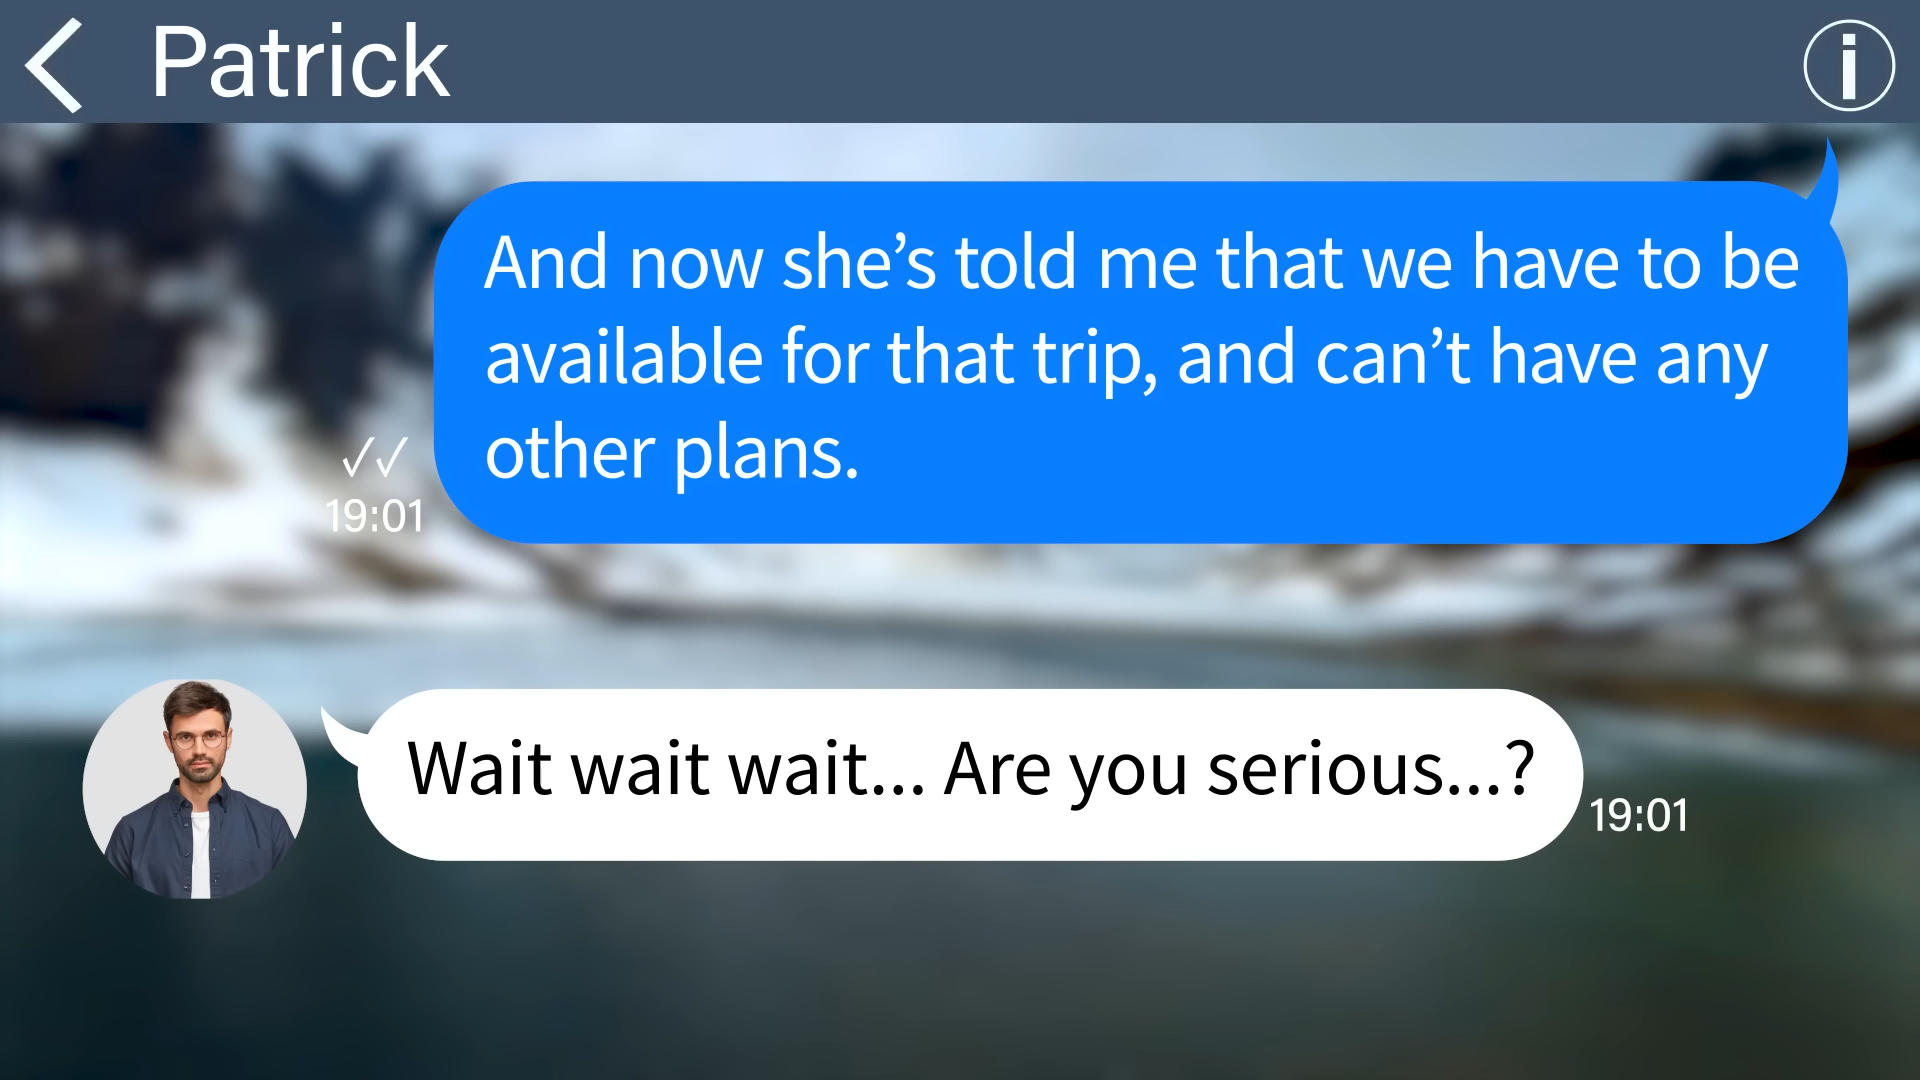 Patrick
And now she’s told me that we have to be
available for that trip, and can’t have any
other plans.
19:01
Wait wait wait... Are you serious...?
19:01